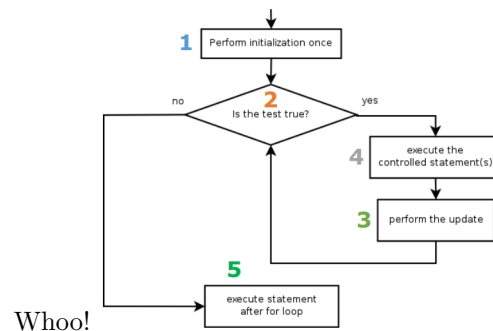 1 Perform initialization once
2
no
yes
Is the test true?
4
execute the
controlled statement(s)
3 perform the update
5
execute statement
after for loop
Whoo!